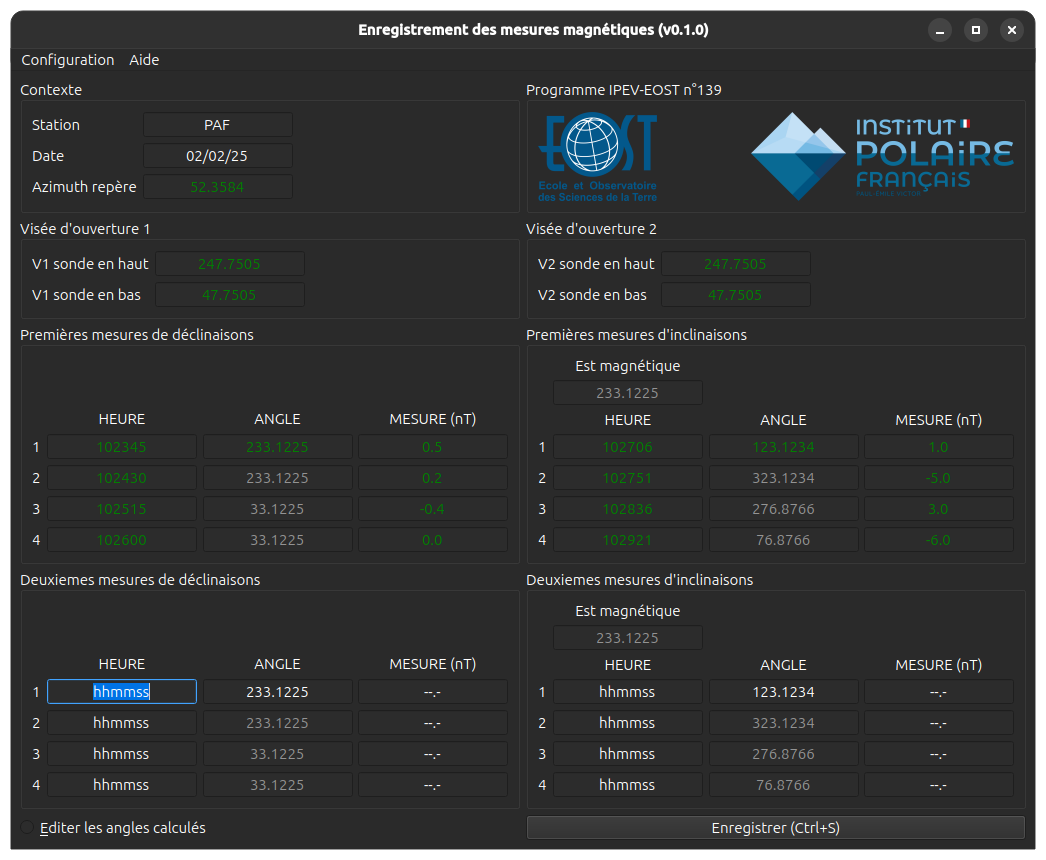 Enregistrement des mesures magnétiques (v0.1.0)
Configuration Aide
Contexte
Station PAF
Date 02/02/25
Azimuth repère 52.3584
Programme IPEV-EOST n°139
EOST
Ecole et Observatoire
des Sciences de la Terre
INSTITUT
POLAIRE
FRANÇAIS
PAUL ÉMILE VICTOR
Visée d'ouverture 1
V1 sonde en haut 247.7505
V1 sonde en bas 47.7505
Visée d'ouverture 2
V2 sonde en haut 247.7505
V2 sonde en bas 47.7505
Premières mesures de déclinaisons
HEURE ANGLE MESURE (nT)
1 102345 233.1225 0.5
2 102430 233.1225 0.2
3 102515 33.1225 -0.4
4 102600 33.1225 0.0
Premières mesures d'inclinaisons
Est magnétique
233.1225
HEURE ANGLE MESURE (nT)
1 102706 123.1234 1.0
2 102751 323.1234 -5.0
3 102836 276.8766 3.0
4 102921 76.8766 -6.0
Deuxiemes mesures de déclinaisons
HEURE ANGLE MESURE (nT)
1 hhmmss 233.1225 --.-
2 hhmmss 233.1225 --.-
3 hhmmss 33.1225 --.-
4 hhmmss 33.1225 --.-
Deuxiemes mesures d'inclinaisons
Est magnétique
233.1225
HEURE ANGLE MESURE (nT)
1 hhmmss 123.1234 --.-
2 hhmmss 323.1234 --.-
3 hhmmss 276.8766 --.-
4 hhmmss 76.8766 --.-
Editer les angles calculés
Enregistrer (Ctrl+S)